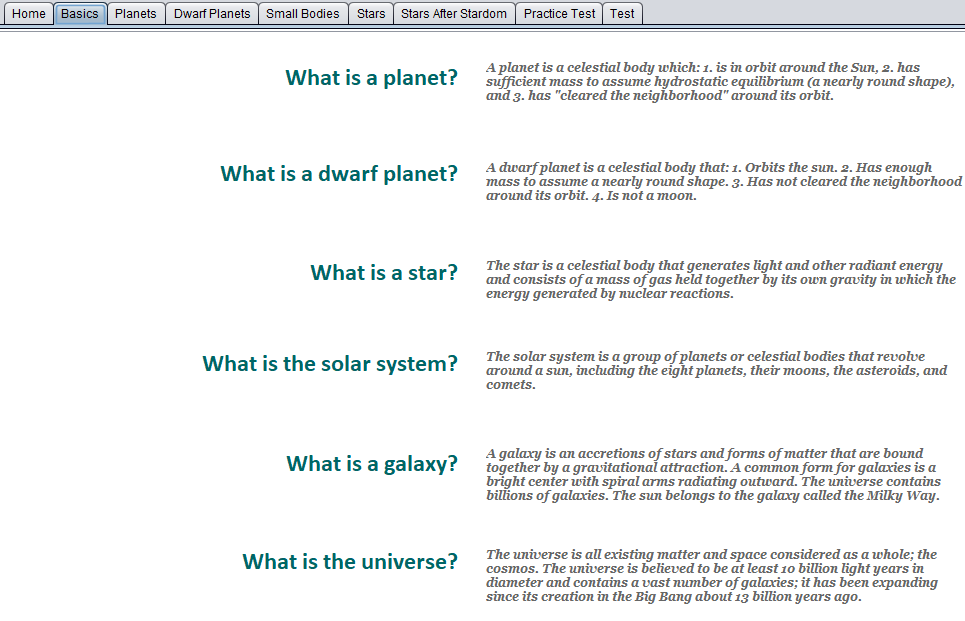 Home Basics Planets Dwarf Planets Small Bodies Stars Stars After Stardom Practice Test Test
What is a planet?
A planet is a celestial body which: 1. is in orbit around the Sun, 2. has
sufficient mass to assume hydrostatic equilibrium (a nearly round shape),
and 3. has "cleared the neighborhood" around its orbit.
What is a dwarf planet?
A dwarf planet is a celestial body that: 1. Orbits the sun. 2. Has enough
mass to assume a nearly round shape. 3. Has not cleared the neighborhood
around its orbit. 4. Is not a moon.
What is a star?
The star is a celestial body that generates light and other radiant energy
and consists of a mass of gas held together by its own gravity in which the
energy generated by nuclear reactions.
What is the solar system?
The solar system is a group of planets or celestial bodies that revolve
around a sun, including the eight planets, their moons, the asteroids, and
comets.
What is a galaxy?
A galaxy is an accretions of stars and forms of matter that are bound
together by a gravitational attraction. A common form for galaxies is a
bright center with spiral arms radiating outward. The universe contains
billions of galaxies. The sun belongs to the galaxy called the Milky Way.
What is the universe?
The universe is all existing matter and space considered as a whole; the
cosmos. The universe is believed to be at least 10 billion light years in
diameter and contains a vast number of galaxies; it has been expanding
since its creation in the Big Bang about 13 billion years ago.